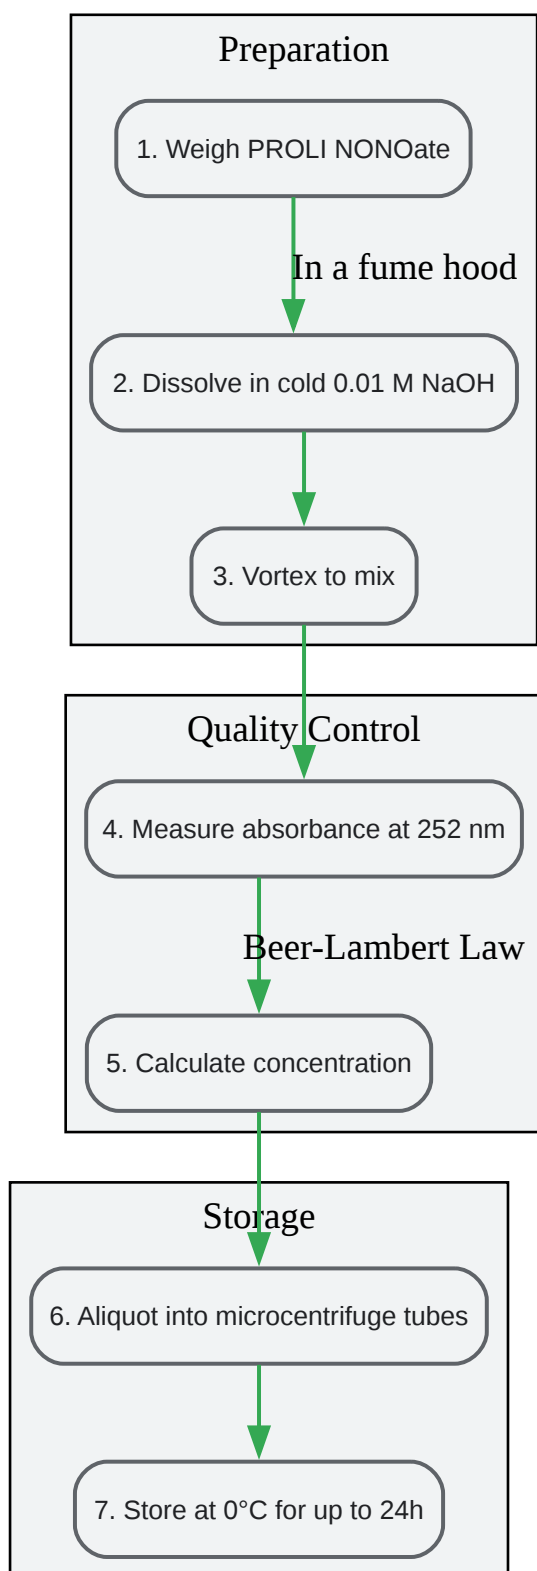 Preparation
1. Weigh PROLI NONOate
In a fume hood
2. Dissolve in cold 0.01 M NaOH
3. Vortex to mix
Quality Control
4. Measure absorbance at 252 nm
Beer-Lambert Law
5. Calculate concentration
Storage
6. Aliquot into microcentrifuge tubes
7. Store at 0°C for up to 24h